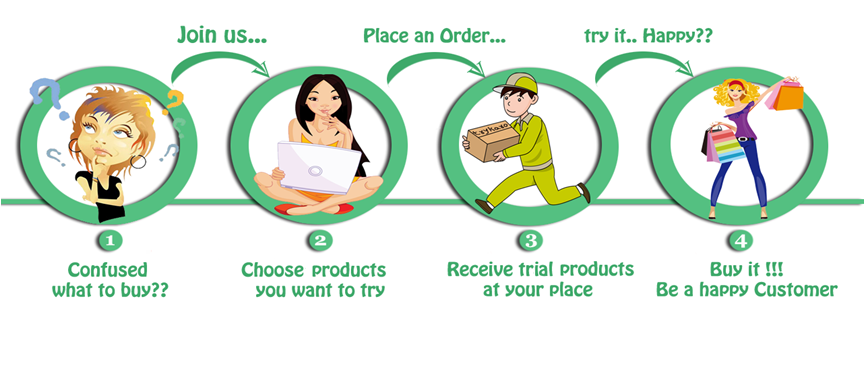 Join us...
Place an Order...
try it.. Happy??
1
2
3
4
Confused
what to buy??
Choose products
you want to try
Receive trial products
at your place
Buy it !!!
Be a happy Customer